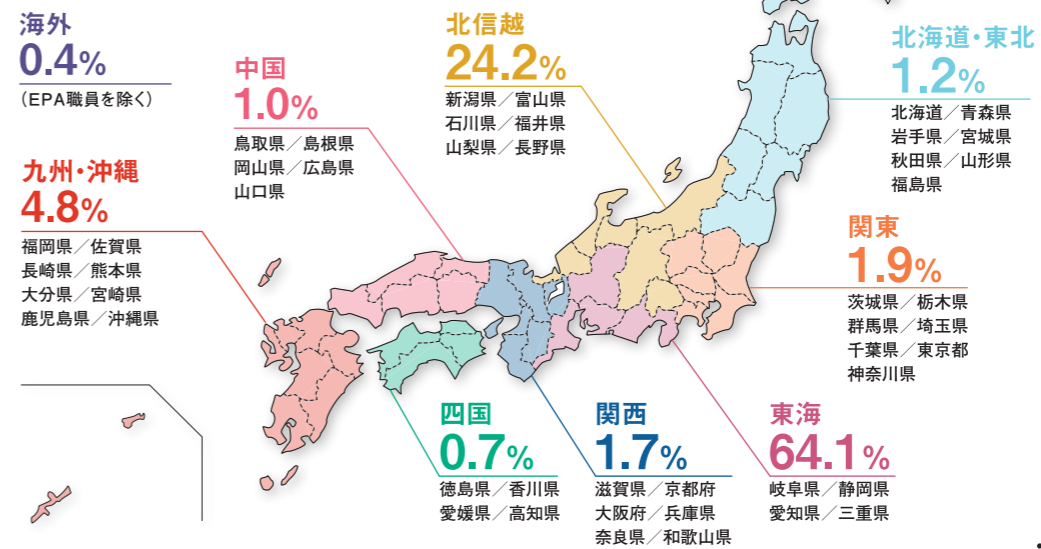 海外
0.4%
(EPA職員を除く)
中国
1.0%
鳥取県／島根県
岡山県／広島県
山口県
北信越
24.2%
新潟県／富山県
石川県／福井県
山梨県／長野県
北海道・東北
1.2%
北海道／青森県
岩手県／宮城県
秋田県／山形県
福島県
九州・沖縄
4.8%
福岡県／佐賀県
長崎県／熊本県
大分県／宮崎県
鹿児島県／沖縄県
関東
1.9%
茨城県／栃木県
群馬県／埼玉県
千葉県／東京都
神奈川県
四国
0.7%
徳島県／香川県
愛媛県／高知県
関西
1.7%
滋賀県／京都府
大阪府／兵庫県
奈良県／和歌山県
東海
64.1%
岐阜県／静岡県
愛知県／三重県